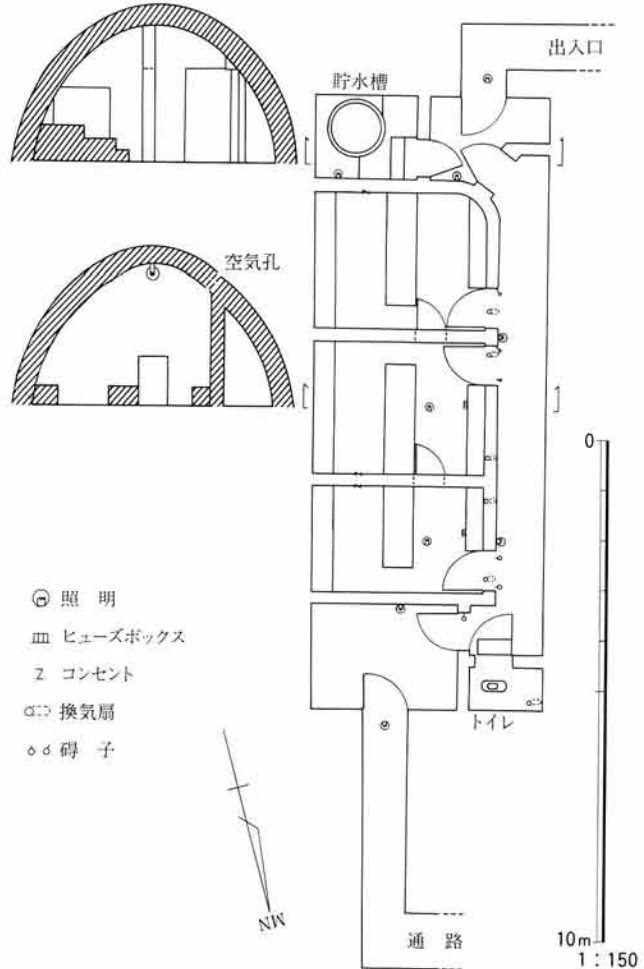 出入口
貯水槽
空気孔
0
照 明
ヒューズボックス
Z コンセント
換気扇
碍 子
トイレ
MN
通 路
10m
1:150